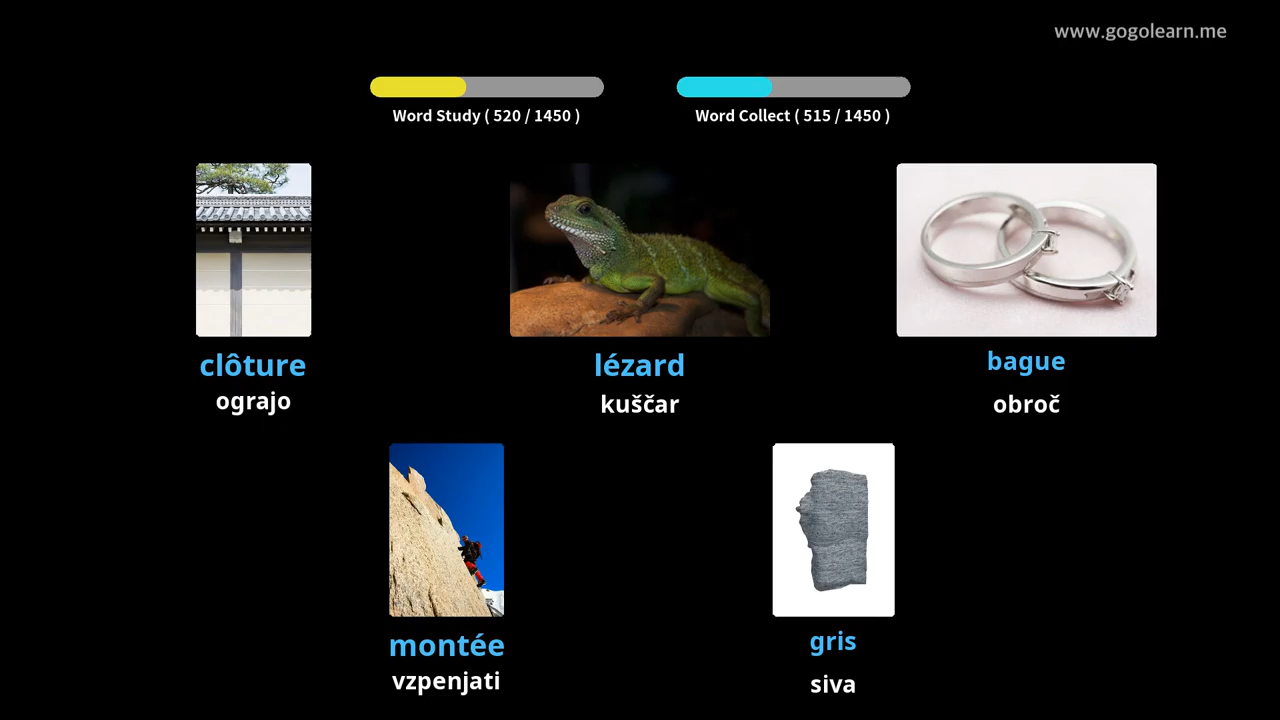 www.gogolearn.me
Word Study ( 520 / 1450 )
Word Collect ( 515 / 1450 )
clôture
ograjo
lézard
kuščar
bague
obroč
montée
vzpenjati
gris
siva